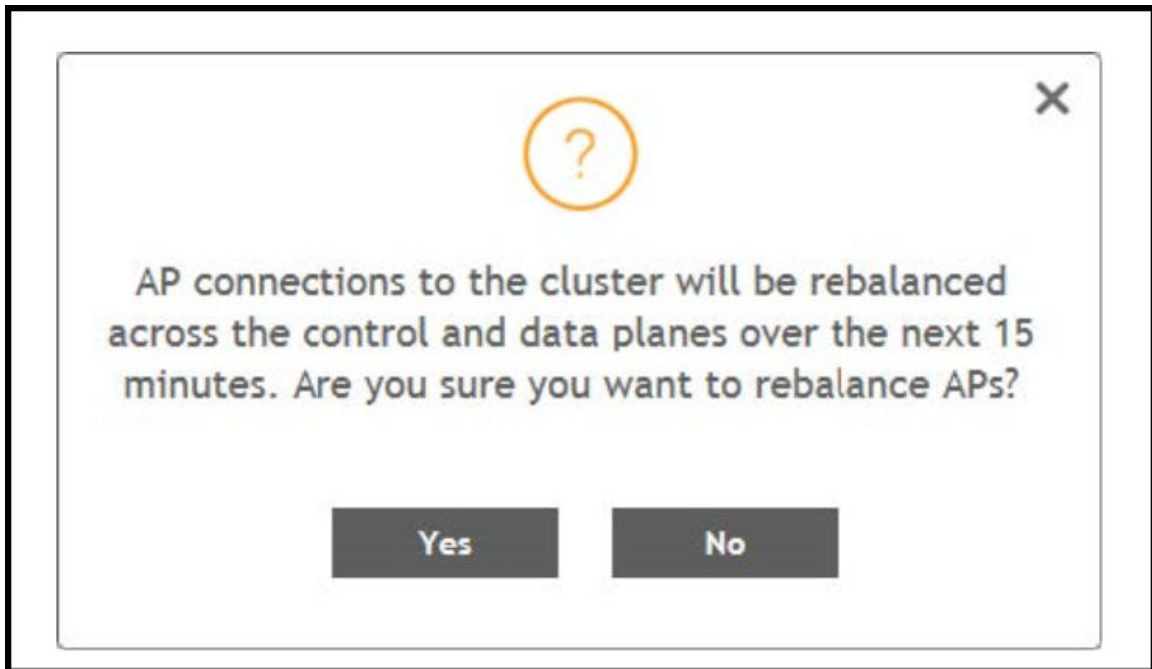 ?
AP connections to the cluster will be rebalanced
across the control and data planes over the next 15
minutes. Are you sure you want to rebalance APs?
Yes No